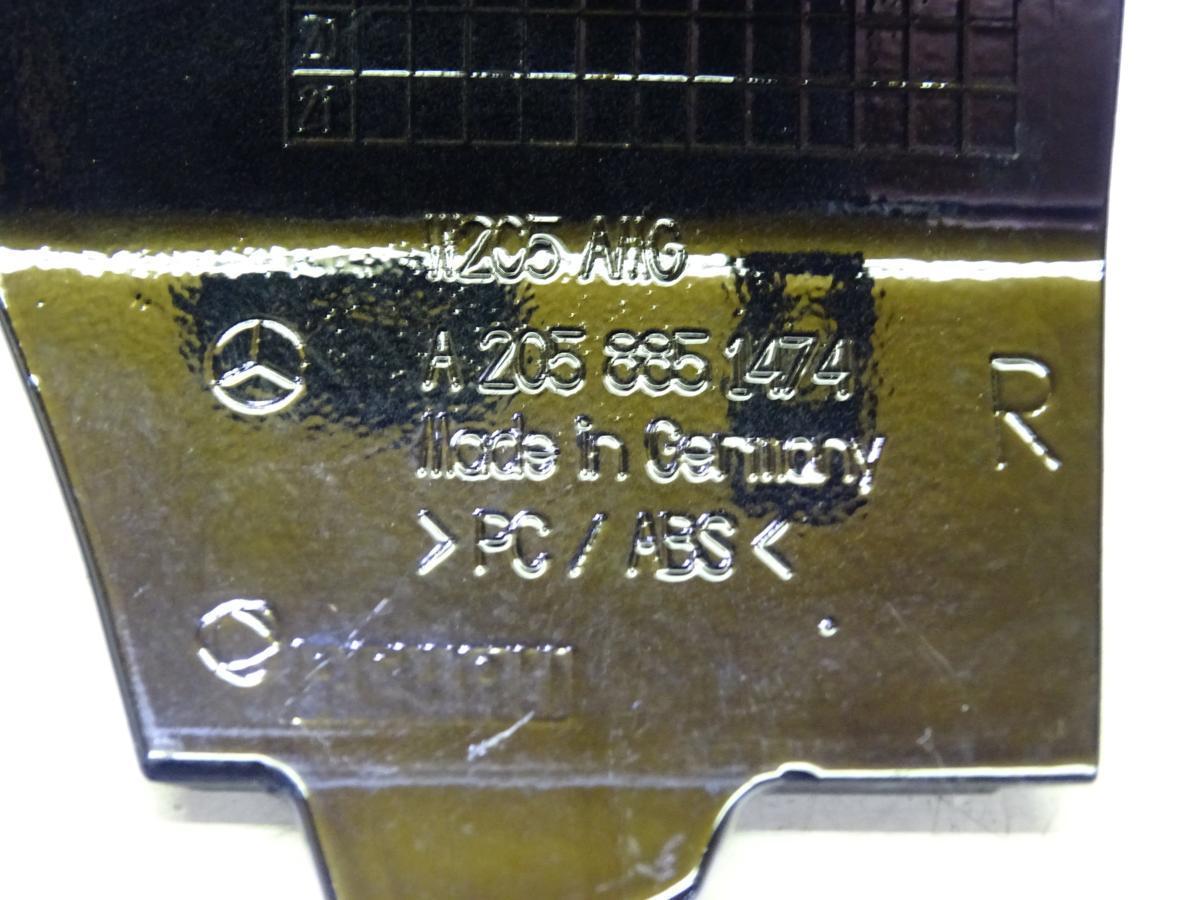 20
21
W205 AMG
A 205 885 1474
R
Made in Germany
>PC / ABS<